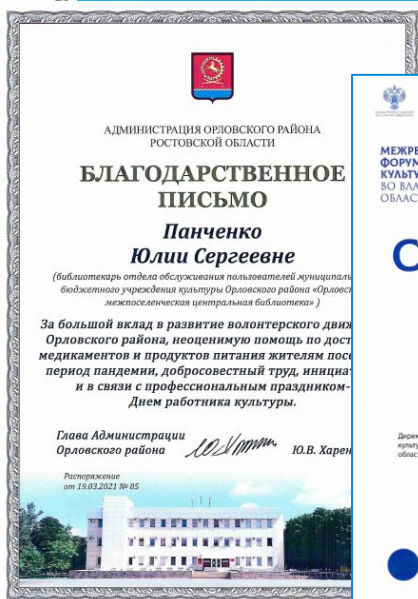 АДМИНИСТРАЦИЯ ОРЛОВСКОГО РАЙОНА
РОСТОВСКОЙ ОБЛАСТИ
БЛАГОДАРСТВЕННОЕ
ПИСЬМО
Панченко
Юлии Сергеевне
(библиотекарь отдела обслуживания пользователей муниципаль
бюджетного учреждения культуры Орловского района «Орловс
межпоселенческая центральная библиотека» )
За большой вклад в развитие волонтерского движ
Орловского района, неоценимую помощь по дост
медикаментов и продуктов питания жителям посе
период пандемии, добросовестный труд, инициат
и в связи с профессиональным праздником-
Днем работника культуры.
Глава Администрации
Орловского района Ю.В. Харен
Распоряжение
от 19.03.2021 № 85
МЕЖРЕ
ФОРУМ
КУЛЬТУ
ВО ВЛА
ОБЛАС
С
Дирек
культу
облас